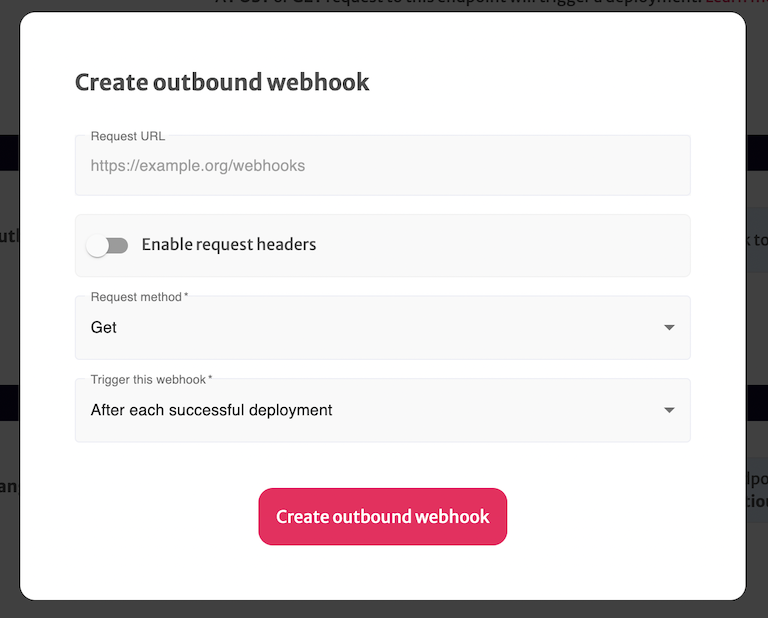 POST or GET request to this endpoint will trigger a deployment. Learn
Create outbound webhook
Request URL
https://example.org/webhooks
Enable request headers
Request method *
Get
Trigger this webhook *
After each successful deployment
Create outbound webhook